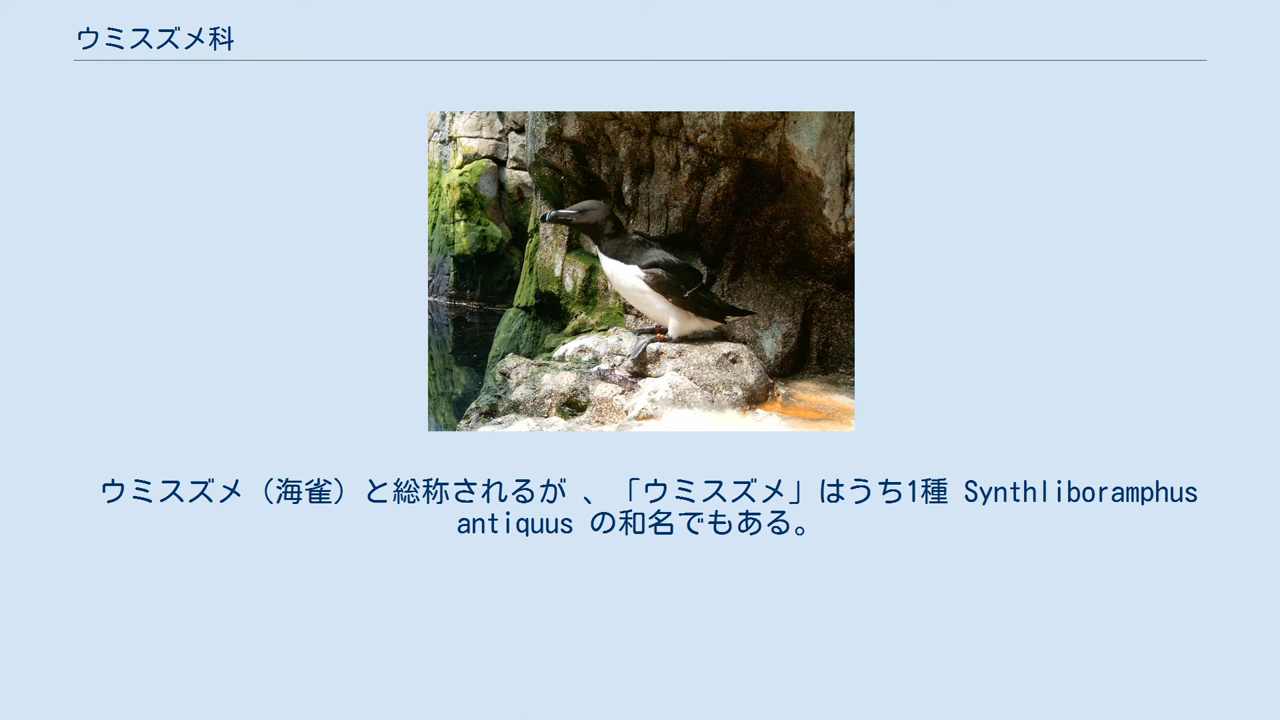 ウミスズメ科
ウミスズメ（海雀）と総称されるが 、「ウミスズメ」はうち1種 Synthliboramphus
antiquus の和名でもある。